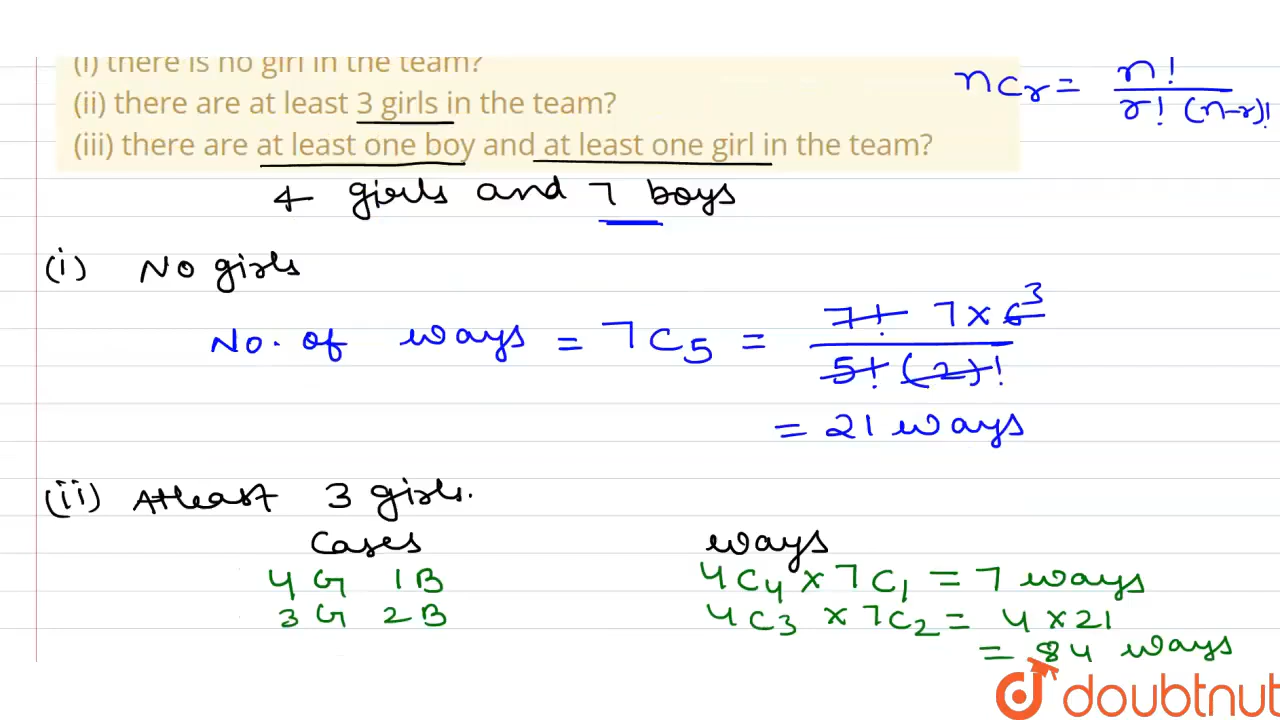 (i) there is no girl in the team?
(ii) there are at least 3 girls in the team?
(iii) there are at least one boy and at least one girl in the team?
nCr = n! / r! (n-r)!
4 girls and 7 boys
(i) No girls
No. of ways = 7C5 = 7! 7 x 6 3 / 5! (2)!
= 21 ways
(ii) Atleast 3 girls.
Cases ways
4 G 1 B 4C4 x 7C1 = 7 ways
3 G 2 B 4C3 x 7C2 = 4 x 21
= 84 ways
doubtnut